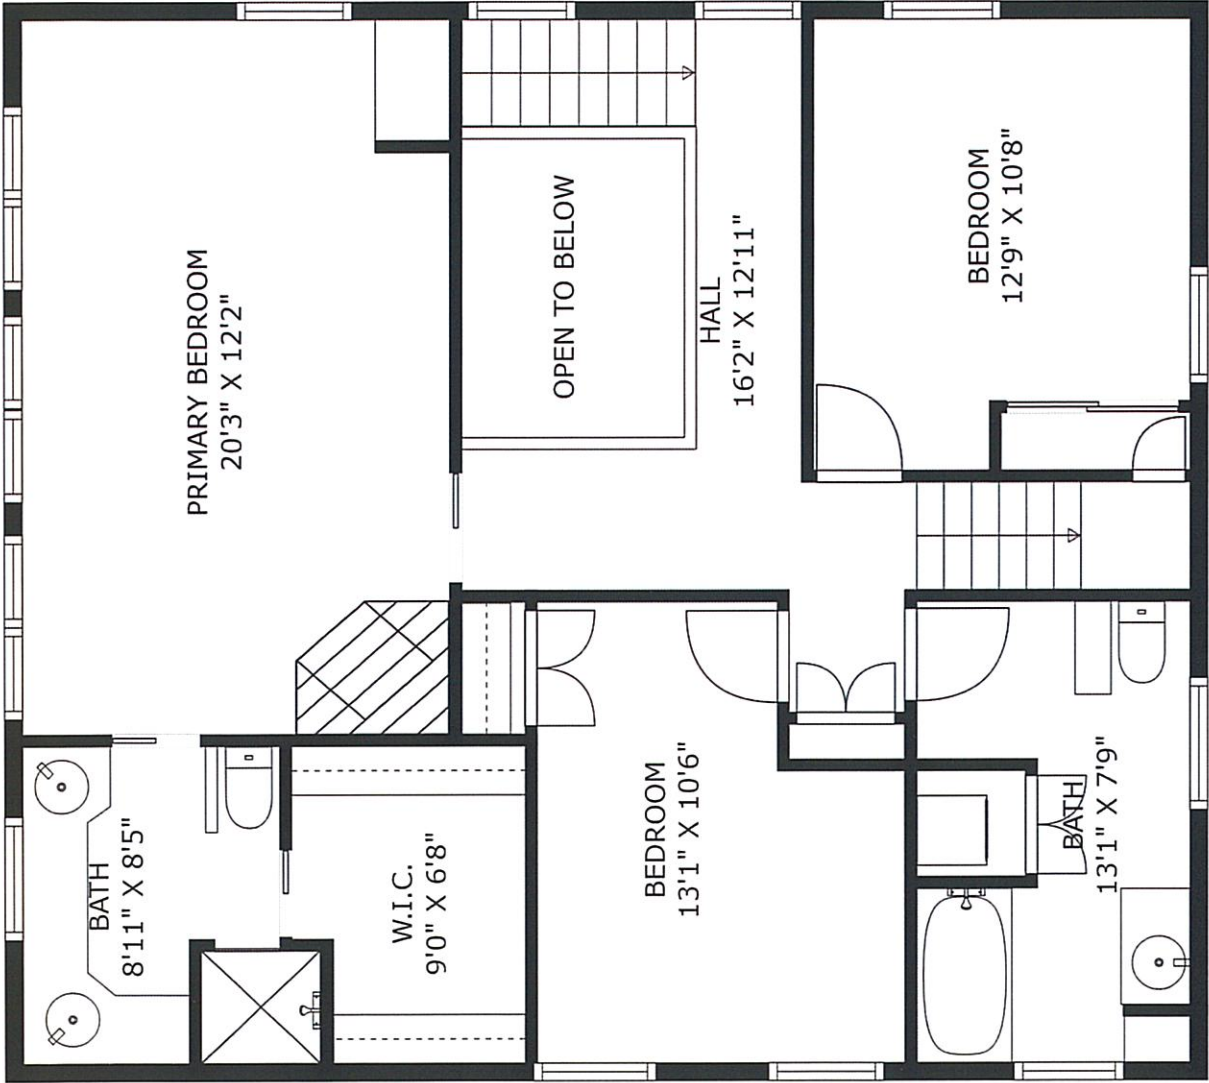 PRIMARY BEDROOM
20'3" X 12'2"
OPEN TO BELOW
HALL
16'2" X 12'11"
BEDROOM
12'9" X 10'8"
BATH
8'11" X 8'5"
W.I.C.
9'0" X 6'8"
BEDROOM
13'1" X 10'6"
BATH
13'1" X 7'9"